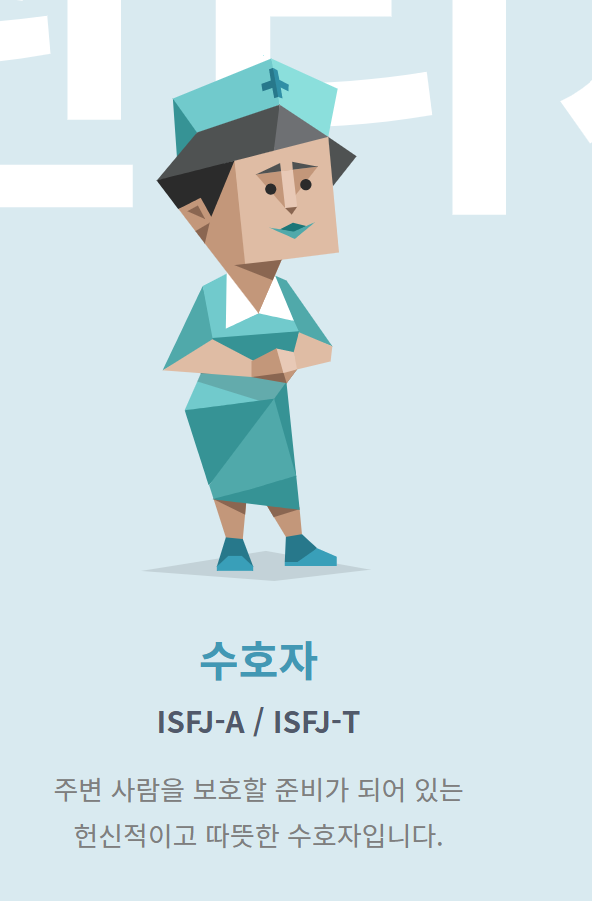 수호자
ISFJ-A / ISFJ-T
주변 사람을 보호할 준비가 되어 있는
헌신적이고 따뜻한 수호자입니다.